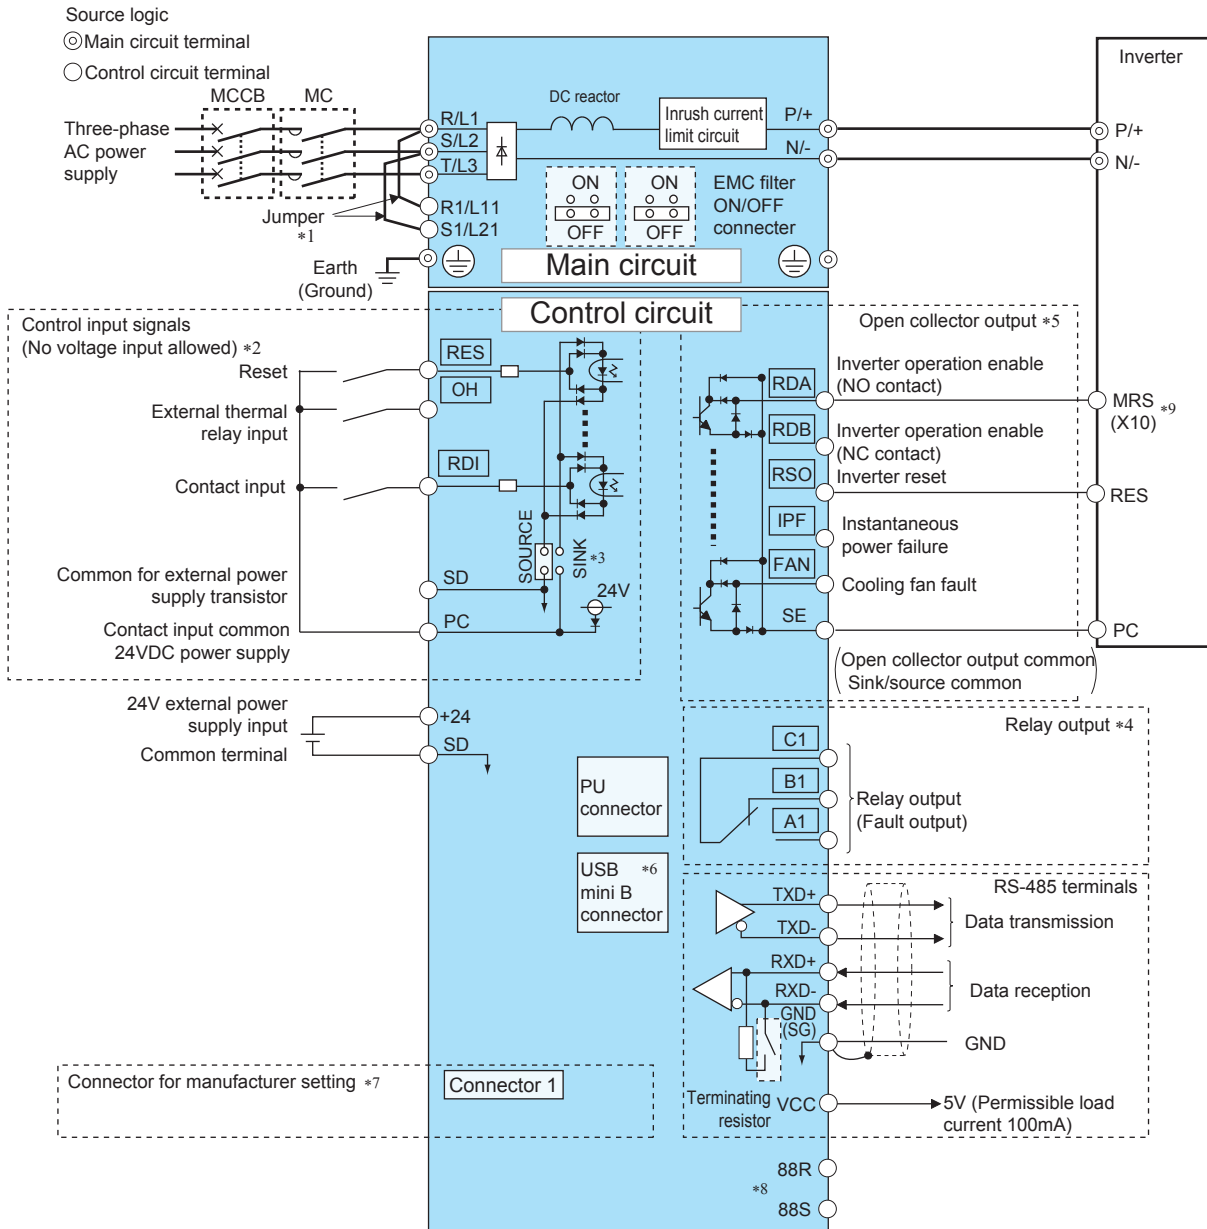 Source logic
Main circuit terminal
Control circuit terminal
MCCB
MC
Three-phase
AC power
supply
Jumper
*1
Earth
(Ground)
R/L1
S/L2
T/L3
R1/L11
S1/L21
DC reactor
Inrush current
limit circuit
P/+
N/-
ON
OFF
ON
OFF
EMC filter
ON/OFF
connecter
Main circuit
Inverter
P/+
N/-
Control circuit
Control input signals
(No voltage input allowed) *2
Reset
External thermal
relay input
Contact input
Common for external power
supply transistor
Contact input common
24VDC power supply
RES
OH
RDI
SD
PC
SOURCE
SINK
*3
24V
Open collector output *5
RDA
Inverter operation enable
(NO contact)
RDB
Inverter operation enable
(NC contact)
RSO
Inverter reset
IPF
Instantaneous
power failure
FAN
Cooling fan fault
SE
Open collector output common
Sink/source common
MRS *9
(X10)
RES
PC
24V external power
supply input
Common terminal
+24
SD
PU
connector
USB *6
mini B
connector
Relay output *4
C1
B1
A1
Relay output
(Fault output)
RS-485 terminals
TXD+
TXD-
Data transmission
RXD+
RXD-
Data reception
GND
(SG)
GND
Terminating
resistor
VCC
5V (Permissible load
current 100mA)
Connector for manufacturer setting *7
Connector 1
88R
*8
88S